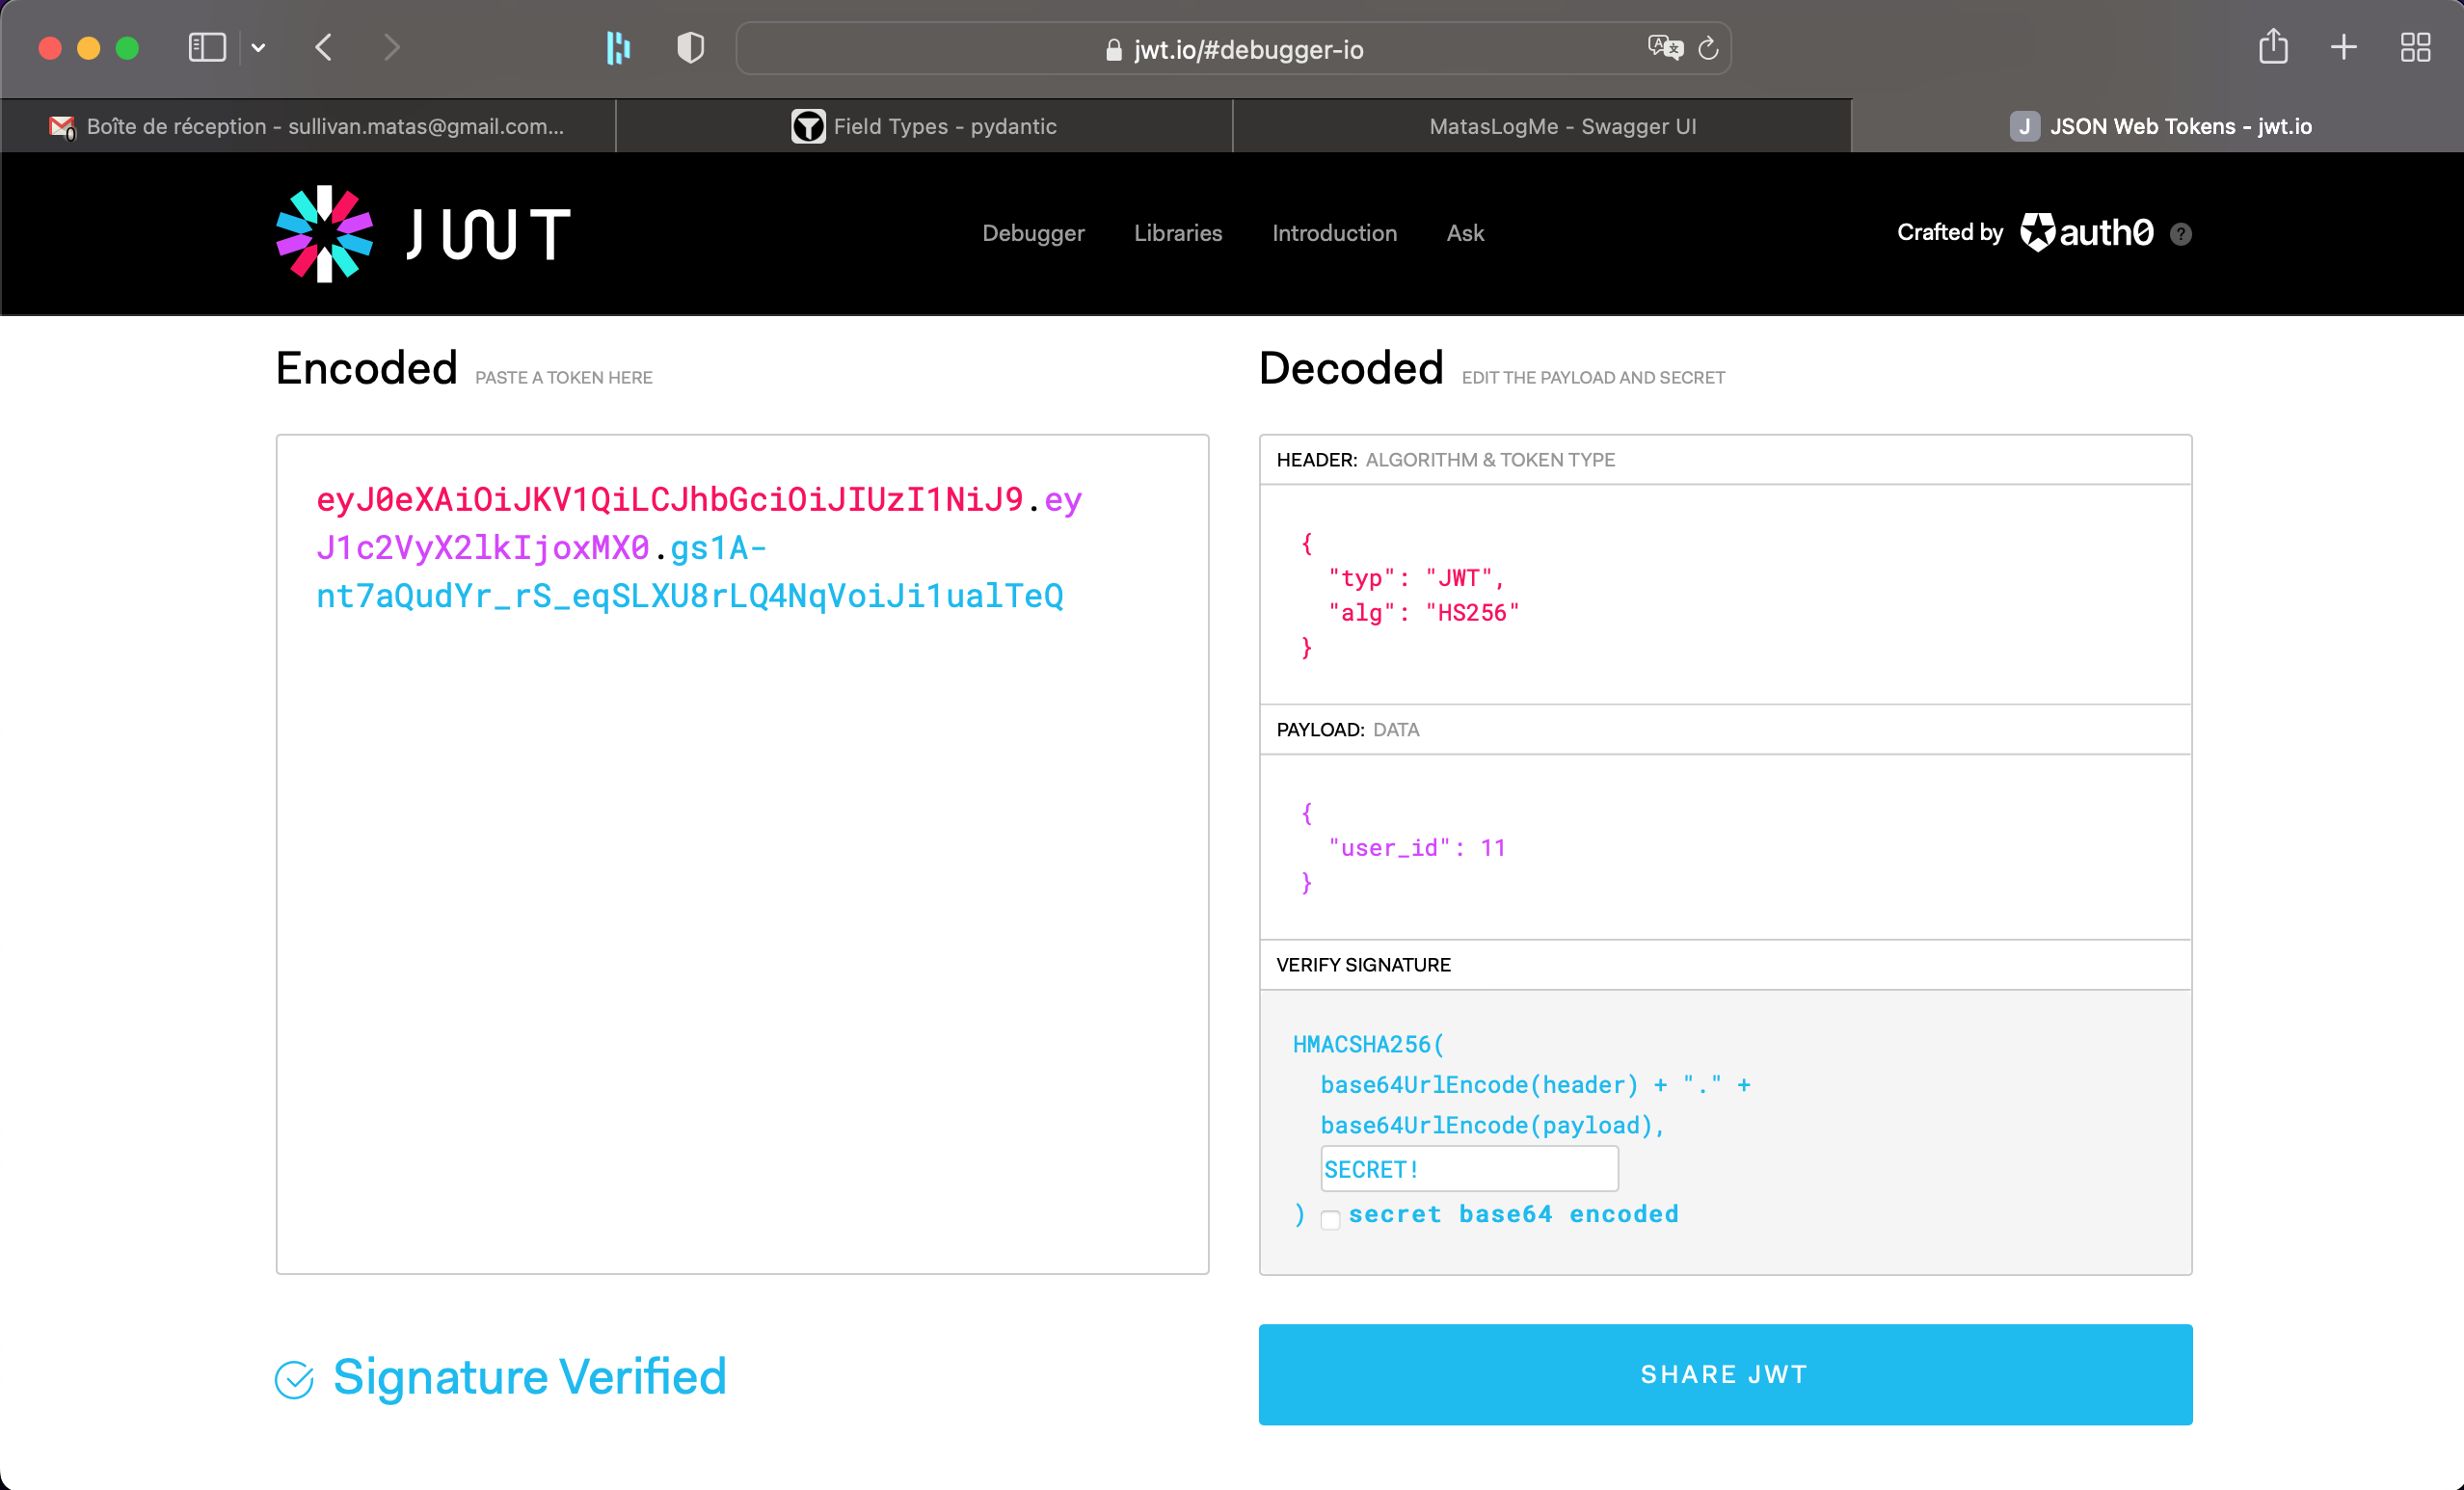 jwt.io/#debugger-io
Boîte de réception - sullivan.matas@gmail.com...
Field Types - pydantic
MatasLogMe - Swagger UI
J JSON Web Tokens - jwt.io
JWT
Debugger Libraries Introduction Ask
Crafted by auth0 ?
Encoded PASTE A TOKEN HERE
eyJ0eXAiOiJKV1QiLCJhbGciOiJIUzI1NiJ9.ey
J1c2VyX2lkIjoxMX0.gs1A-
nt7aQudYr_rS_eqSLXU8rLQ4NqVoiJi1ualTeQ
Signature Verified
Decoded EDIT THE PAYLOAD AND SECRET
HEADER: ALGORITHM & TOKEN TYPE
{
"typ": "JWT",
"alg": "HS256"
}
PAYLOAD: DATA
{
"user_id": 11
}
VERIFY SIGNATURE
HMACSHA256(
base64UrlEncode(header) + "." +
base64UrlEncode(payload),
SECRET!
) secret base64 encoded
SHARE JWT